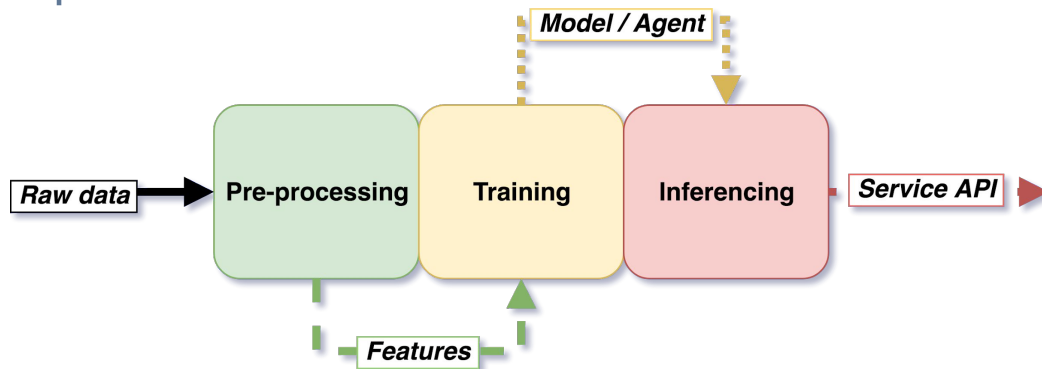 Model / Agent
Raw data
Pre-processing
Training
Inferencing
Service API
Features